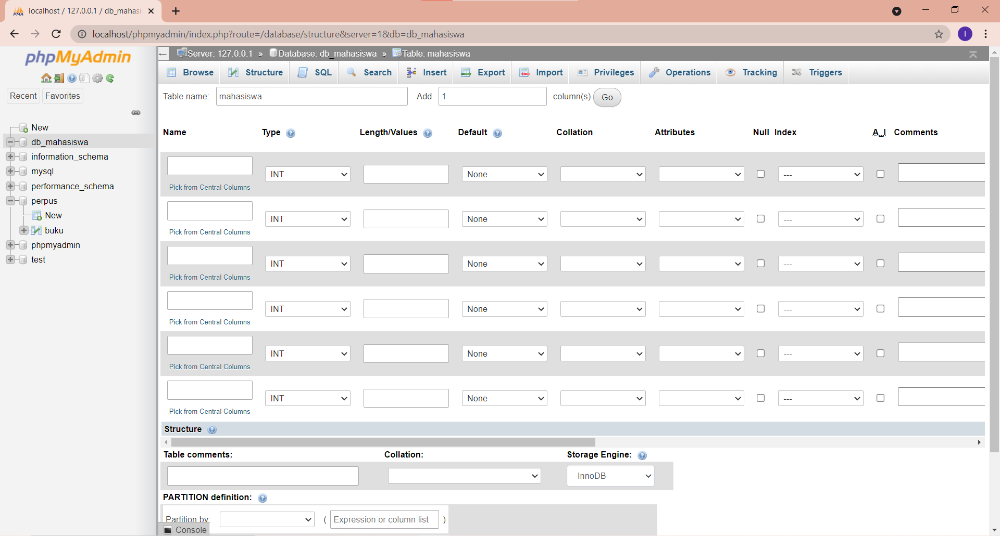 localhost / 127.0.0.1 / db_mahasi
localhost/phpmyadmin/index.php?route=/database/structure&server=1&db=db_mahasiswa
I
phpMyAdmin
Recent Favorites
New
db_mahasiswa
information_schema
mysql
performance_schema
perpus
New
buku
phpmyadmin
test
Server: 127.0.0.1 » Database: db_mahasiswa » Table: mahasiswa
Browse Structure SQL Search Insert Export Import Privileges Operations Tracking Triggers
Table name: mahasiswa Add 1 column(s) Go
Name Type Length/Values Default Collation Attributes Null Index A_I Comments
INT None ---
Pick from Central Columns
INT None ---
Pick from Central Columns
INT None ---
Pick from Central Columns
INT None ---
Pick from Central Columns
INT None ---
Pick from Central Columns
INT None ---
Pick from Central Columns
Structure
Table comments: Collation: Storage Engine:
InnoDB
PARTITION definition:
Partition by: ( Expression or column list )
Console